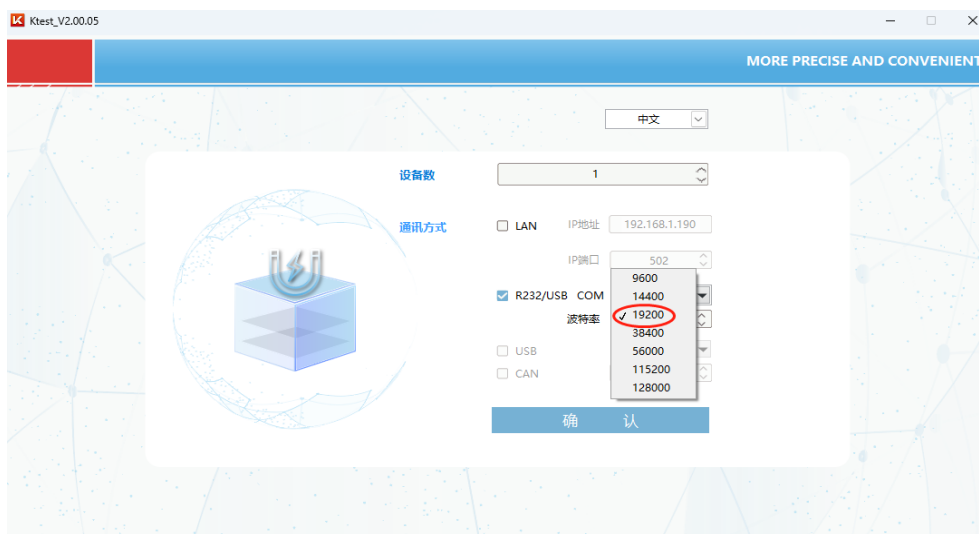 Ktest_V2.00.05
MORE PRECISE AND CONVENIENT
中文
设备数 1
通讯方式 LAN IP地址 192.168.1.190
IP端口 502
9600
R232/USB COM 14400
波特率 19200
38400
USB 56000
CAN 115200
128000
确 认